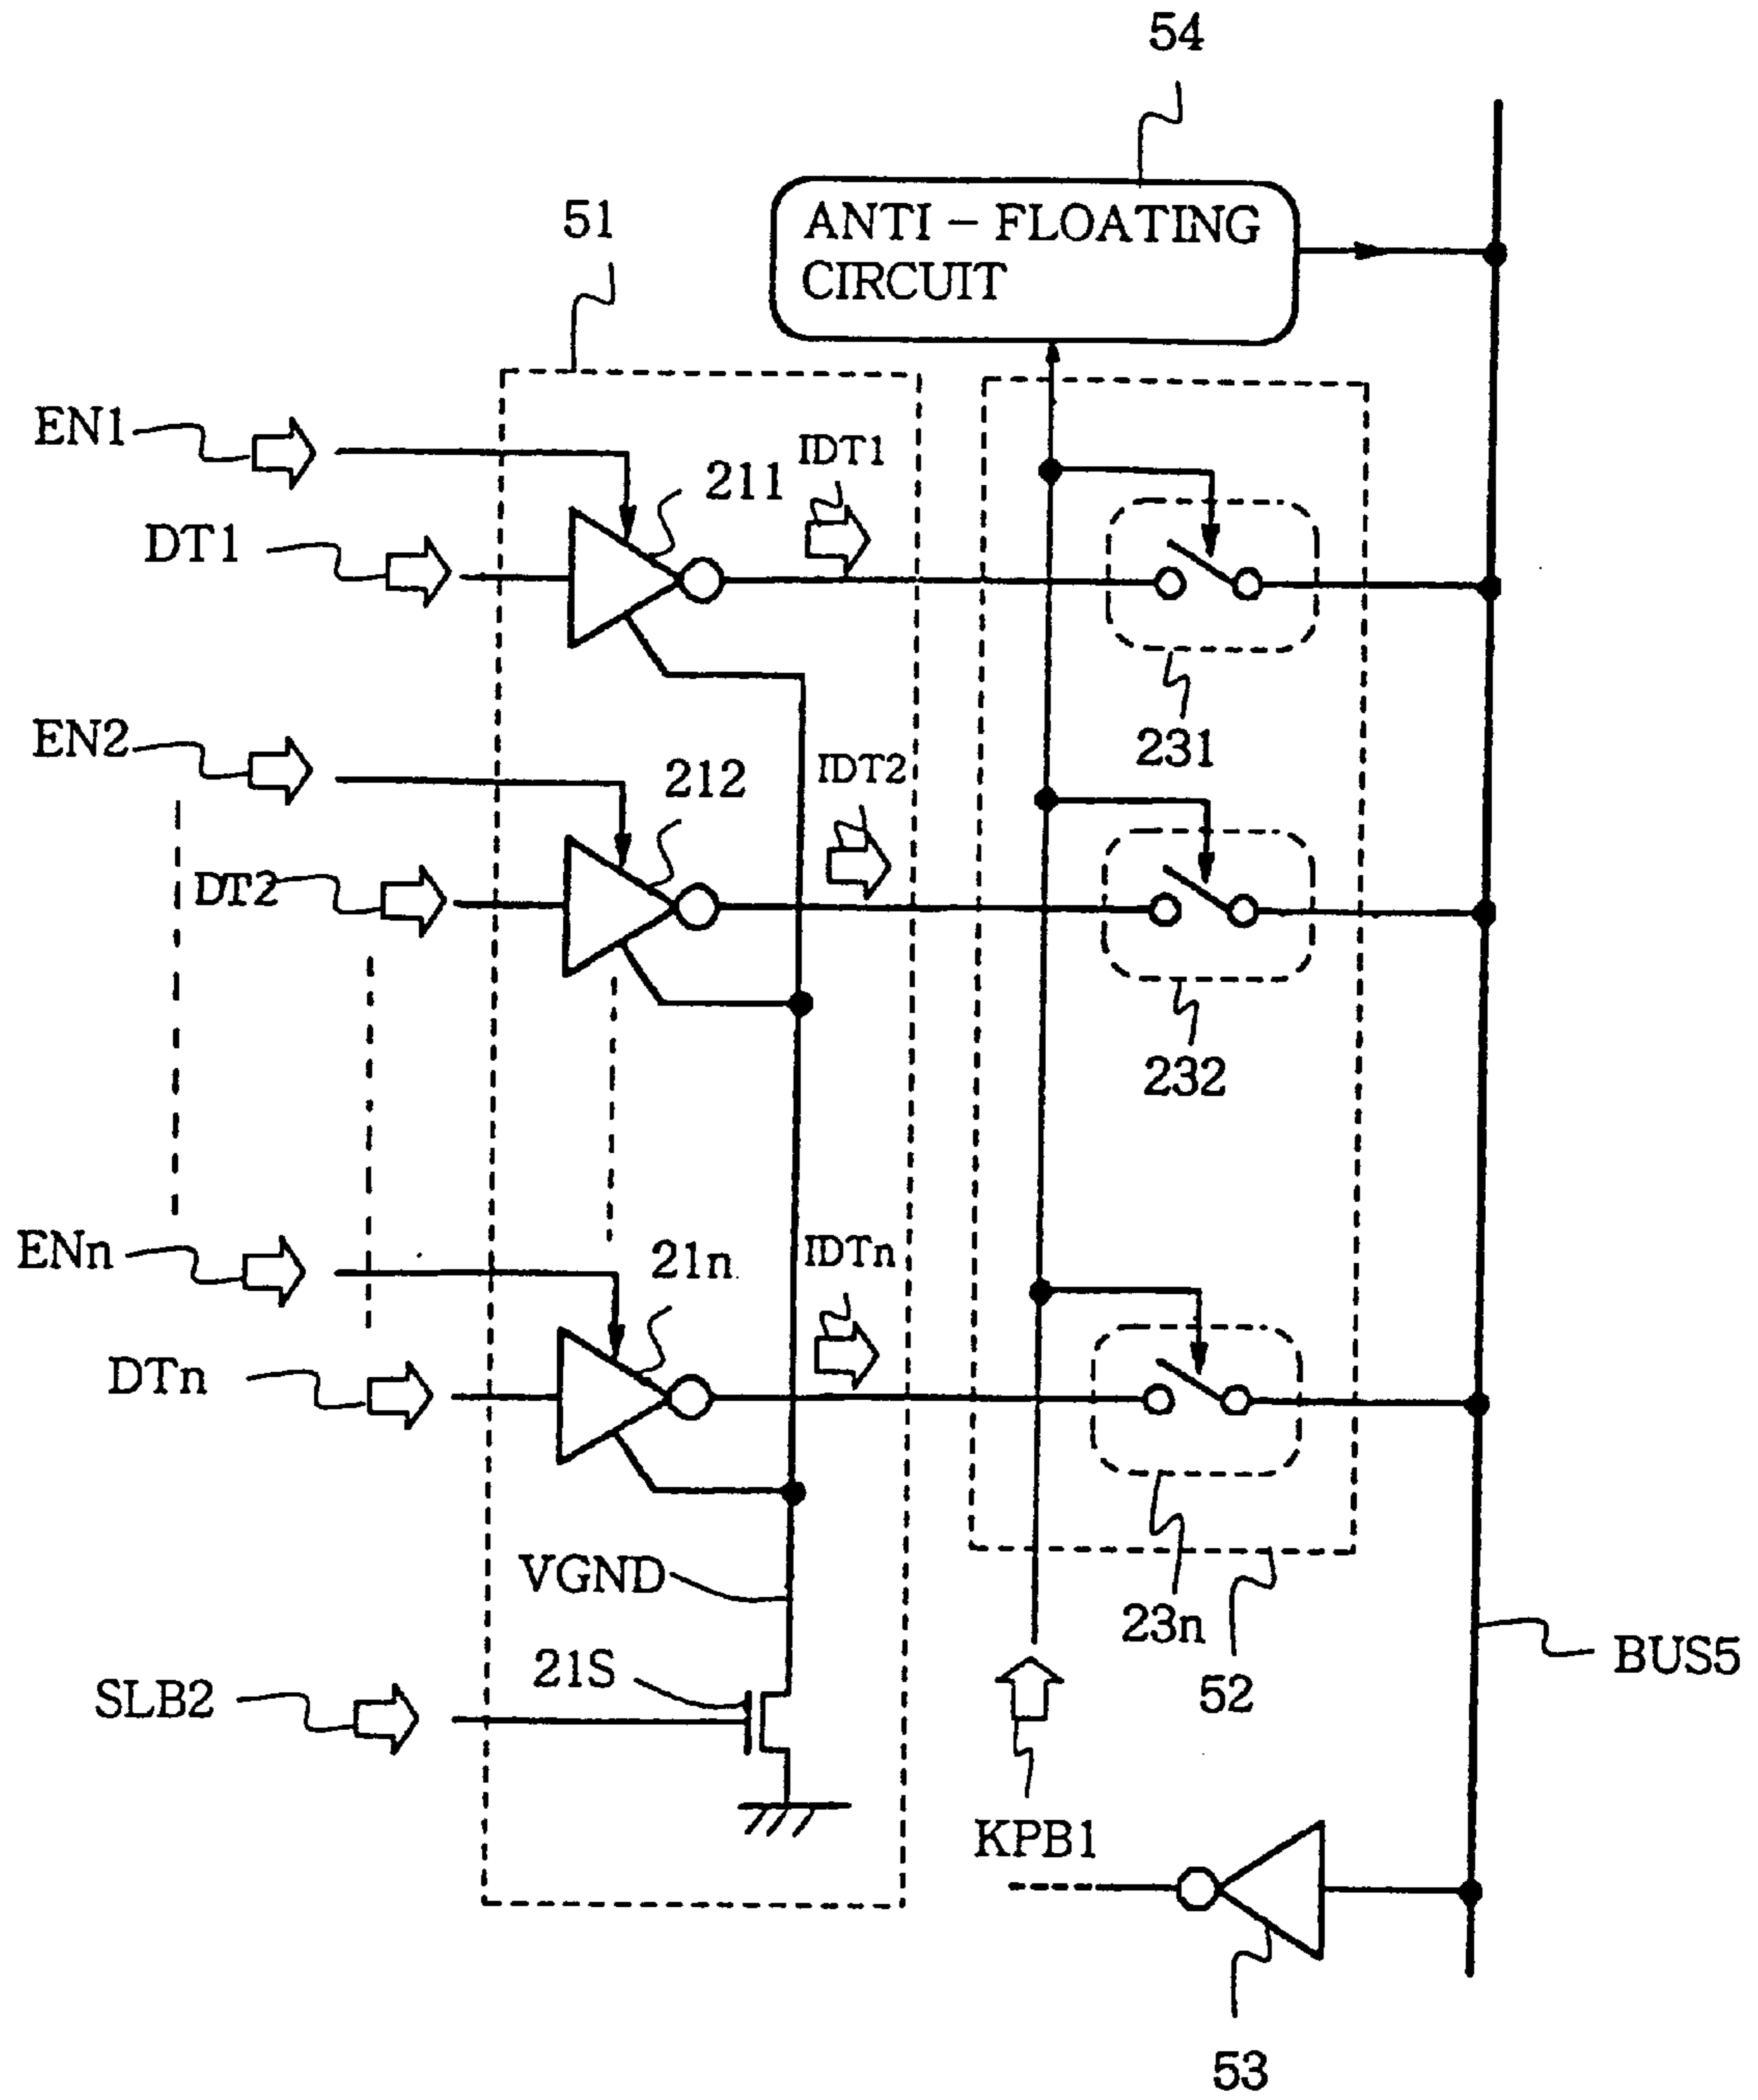 54
51
ANTI - FLOATING
CIRCUIT
EN1
IDT1
211
DT1
231
EN2
IDT2
212
DT2
232
ENn
IDTn
21n
DTn
VGND
23n
21S
BUS5
SLB2
52
KPB1
53